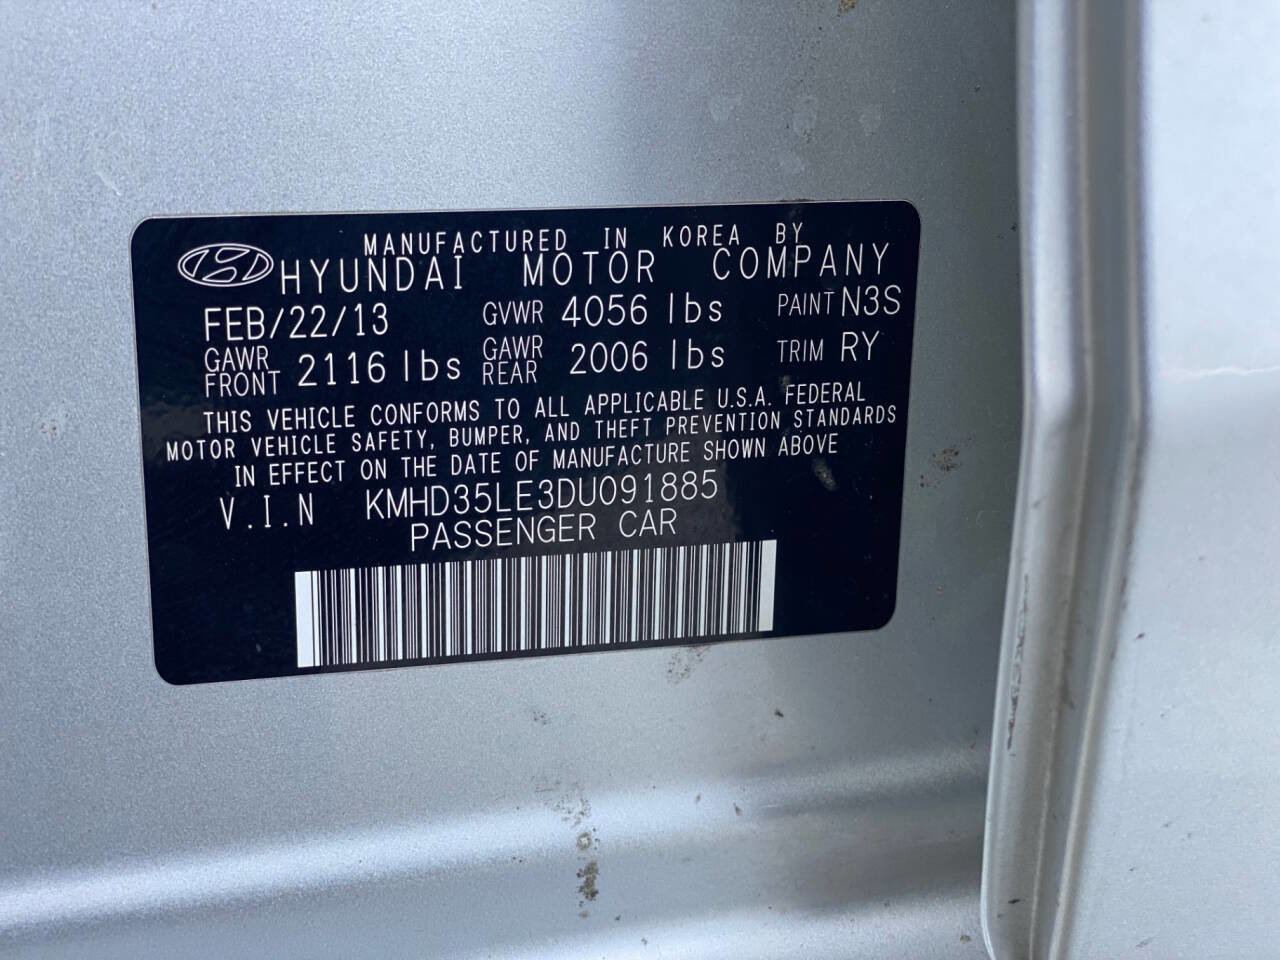 MANUFACTURED IN KOREA BY
HYUNDAI MOTOR COMPANY
FEB/22/13 GVWR 4056 lbs PAINT N3S
GAWR FRONT 2116 lbs GAWR REAR 2006 lbs TRIM RY
THIS VEHICLE CONFORMS TO ALL APPLICABLE U.S.A. FEDERAL
MOTOR VEHICLE SAFETY, BUMPER, AND THEFT PREVENTION STANDARDS
IN EFFECT ON THE DATE OF MANUFACTURE SHOWN ABOVE
V.I.N KMHD35LE3DU091885
PASSENGER CAR